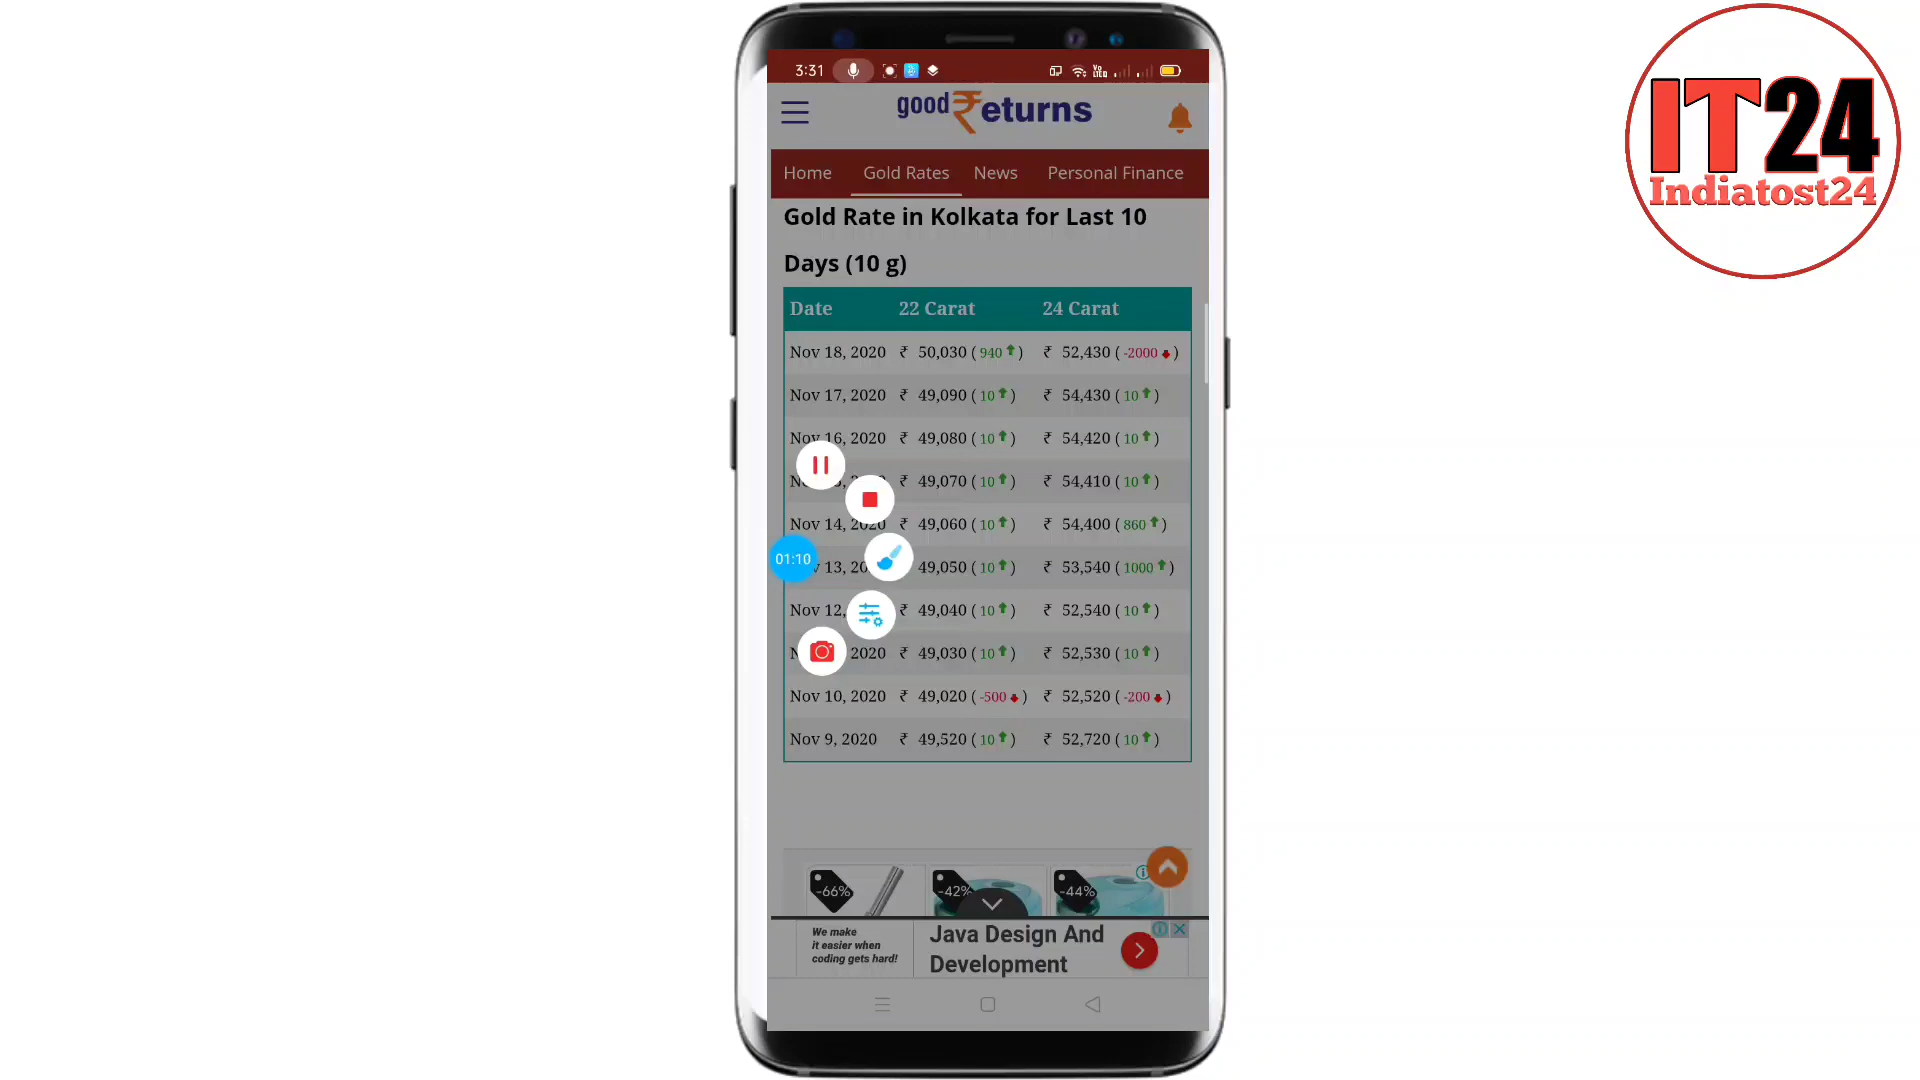 3:31
good₹eturns
IT24
Indiatost24
Home Gold Rates News Personal Finance
Gold Rate in Kolkata for Last 10
Days (10 g)
Date 22 Carat 24 Carat
Nov 18, 2020 ₹ 50,030 ( 940 ⬆ ) ₹ 52,430 ( -2000 ⬇ )
Nov 17, 2020 ₹ 49,090 ( 10 ⬆ ) ₹ 54,430 ( 10 ⬆ )
Nov 16, 2020 ₹ 49,080 ( 10 ⬆ ) ₹ 54,420 ( 10 ⬆ )
₹ 49,070 ( 10 ⬆ ) ₹ 54,410 ( 10 ⬆ )
Nov 14, 2020 ₹ 49,060 ( 10 ⬆ ) ₹ 54,400 ( 860 ⬆ )
01:10 13, 49,050 ( 10 ⬆ ) ₹ 53,540 ( 1000 ⬆ )
Nov 12, ₹ 49,040 ( 10 ⬆ ) ₹ 52,540 ( 10 ⬆ )
2020 ₹ 49,030 ( 10 ⬆ ) ₹ 52,530 ( 10 ⬆ )
Nov 10, 2020 ₹ 49,020 ( -500 ⬇ ) ₹ 52,520 ( -200 ⬇ )
Nov 9, 2020 ₹ 49,520 ( 10 ⬆ ) ₹ 52,720 ( 10 ⬆ )
-66% -42% -44%
We make
it easier when
coding gets hard!
Java Design And
Development